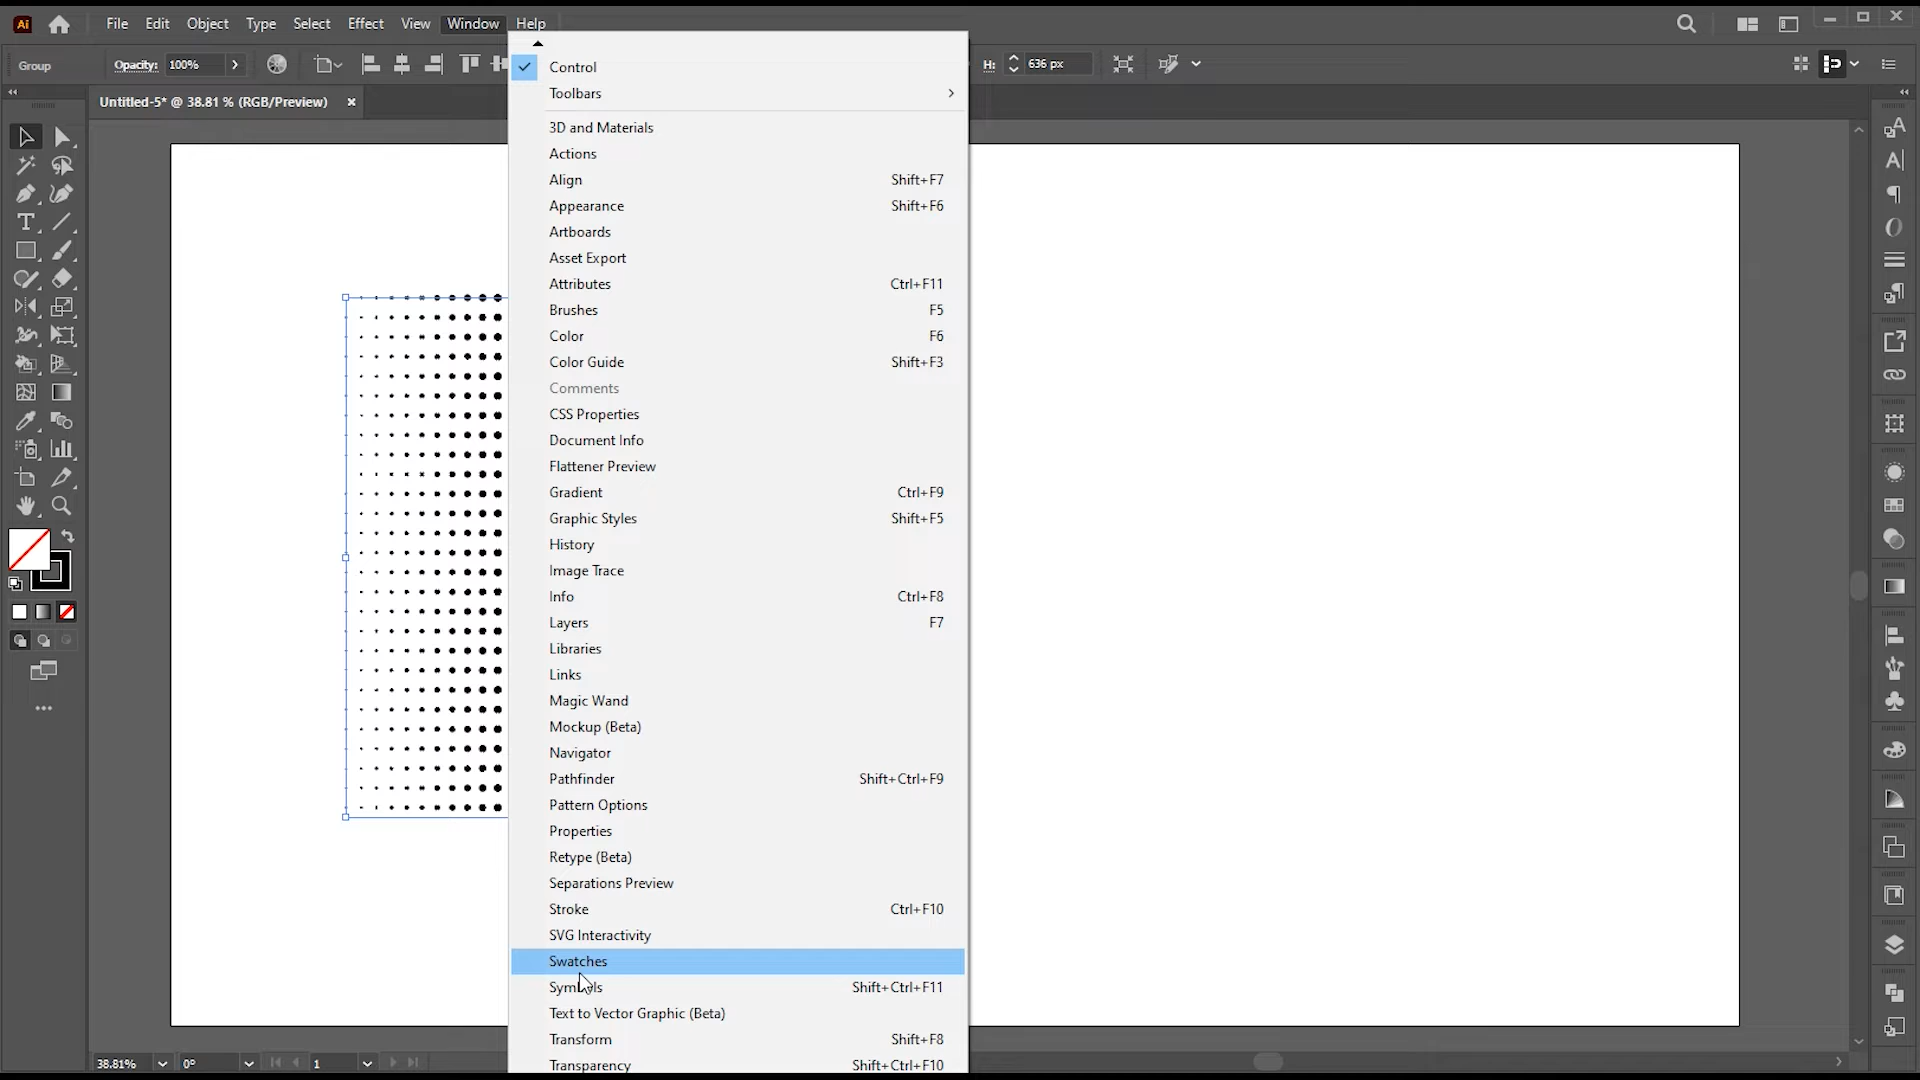 Ai File Edit Object Type Select Effect View Window Help
Group Opacity: 100% H: 636 px
Untitled-5* @ 38.81 % (RGB/Preview)
Control
Toolbars
3D and Materials
Actions
Align Shift+F7
Appearance Shift+F6
Artboards
Asset Export
Attributes Ctrl+F11
Brushes F5
Color F6
Color Guide Shift+F3
Comments
CSS Properties
Document Info
Flattener Preview
Gradient Ctrl+F9
Graphic Styles Shift+F5
History
Image Trace
Info Ctrl+F8
Layers F7
Libraries
Links
Magic Wand
Mockup (Beta)
Navigator
Pathfinder Shift+Ctrl+F9
Pattern Options
Properties
Retype (Beta)
Separations Preview
Stroke Ctrl+F10
SVG Interactivity
Swatches
Symbols Shift+Ctrl+F11
Text to Vector Graphic (Beta)
Transform Shift+F8
Transparency Shift+Ctrl+F10
38.81% 0° 1